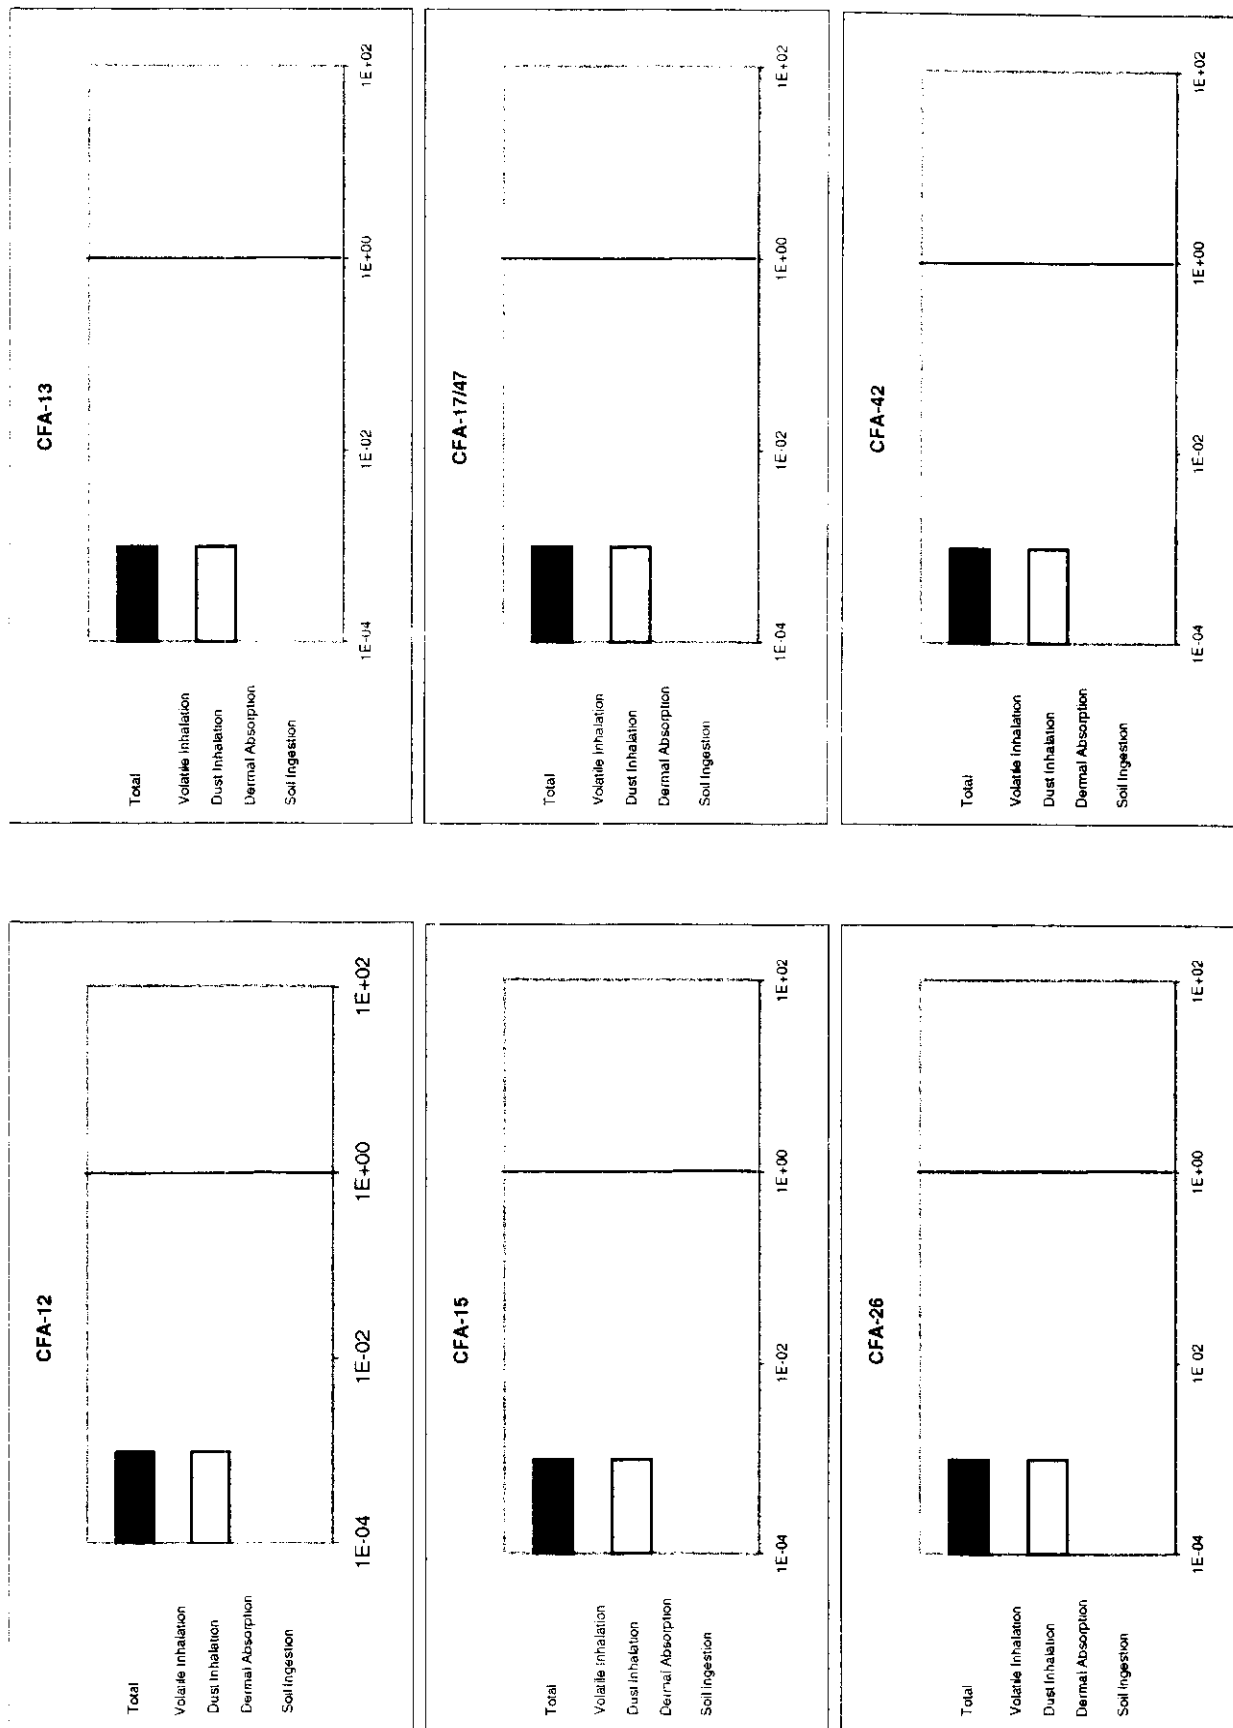 CFA-12
Total
Volatile Inhalation
Dust Inhalation
Dermal Absorption
Soil Ingestion
1E-04
1E-02
1E+00
1E+02
CFA-13
Total
Volatile Inhalation
Dust Inhalation
Dermal Absorption
Soil Ingestion
1E-04
1E-02
1E+00
1E+02
CFA-15
Total
Volatile Inhalation
Dust Inhalation
Dermal Absorption
Soil Ingestion
1E-04
1E-02
1E+00
1E+02
CFA-17/47
Total
Volatile Inhalation
Dust Inhalation
Dermal Absorption
Soil Ingestion
1E-04
1E-02
1E+00
1E+02
CFA-26
Total
Volatile Inhalation
Dust Inhalation
Dermal Absorption
Soil Ingestion
1E-04
1E-02
1E+00
1E+02
CFA-42
Total
Volatile Inhalation
Dust Inhalation
Dermal Absorption
Soil Ingestion
1E-04
1E-02
1E+00
1E+02